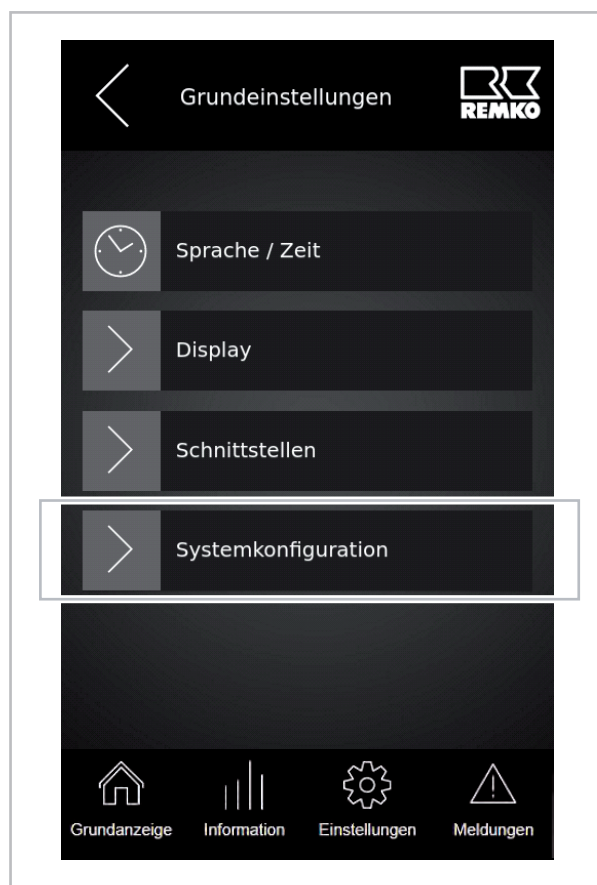 Grundeinstellungen
REMKO
Sprache / Zeit
Display
Schnittstellen
Systemkonfiguration
Grundanzeige Information Einstellungen Meldungen